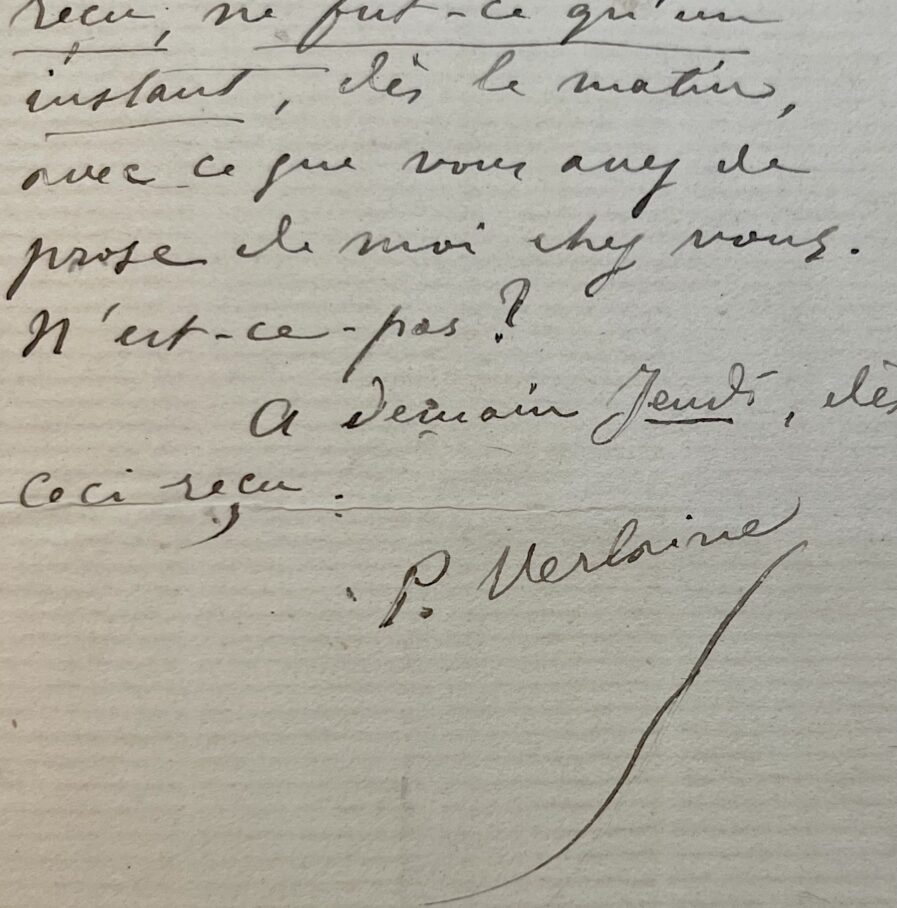 reçu, ne fut-ce qu'un
instant, dès le matin,
avec ce que vous avez de
prose de moi chez vous.
N'est-ce-pas ?
A demain Jeudi, dès
ceci reçu.
P. Verlaine